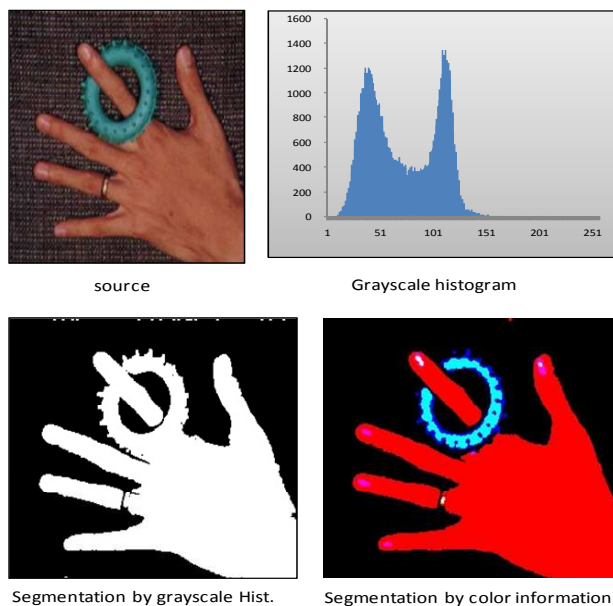 1600
1400
1200
1000
800
600
400
200
0
1 51 101 151 201 251
source
Grayscale histogram
Segmentation by grayscale Hist.
Segmentation by color information